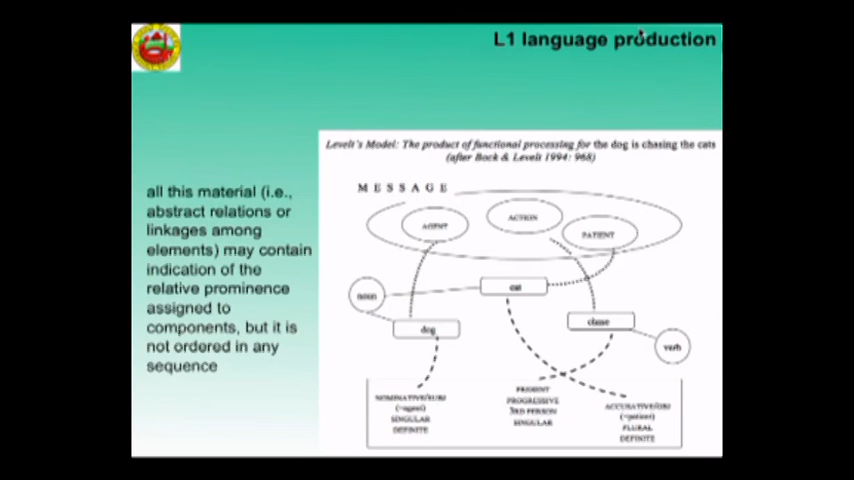 L1 language production
Levelt's Model: The product of functional processing for the dog is chasing the cats
(after Bock & Levelt 1994: 968)
all this material (i.e.,
abstract relations or
linkages among
elements) may contain
indication of the
relative prominence
assigned to
components, but it is
not ordered in any
sequence
MESSAGE
AGENT
ACTION
PATIENT
noun
cat
dog
chase
verb
NOMINATIVE/SUBJ
(=agent)
SINGULAR
DEFINITE
PRESENT
PROGRESSIVE
3RD PERSON
SINGULAR
ACCUSATIVE/OBJ
(=patient)
PLURAL
DEFINITE